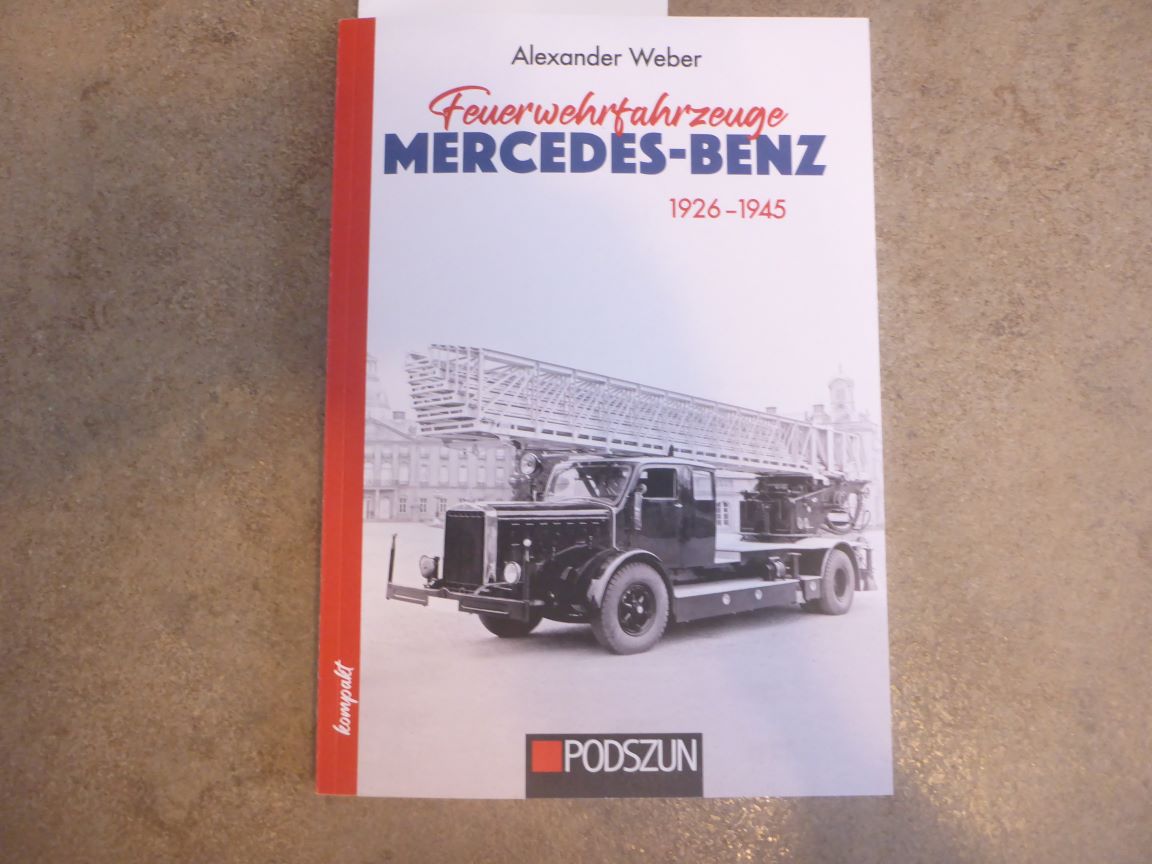 Alexander Weber
Feuerwehrfahrzeuge
MERCEDES-BENZ
1926–1945
kompakt
PODSZUN